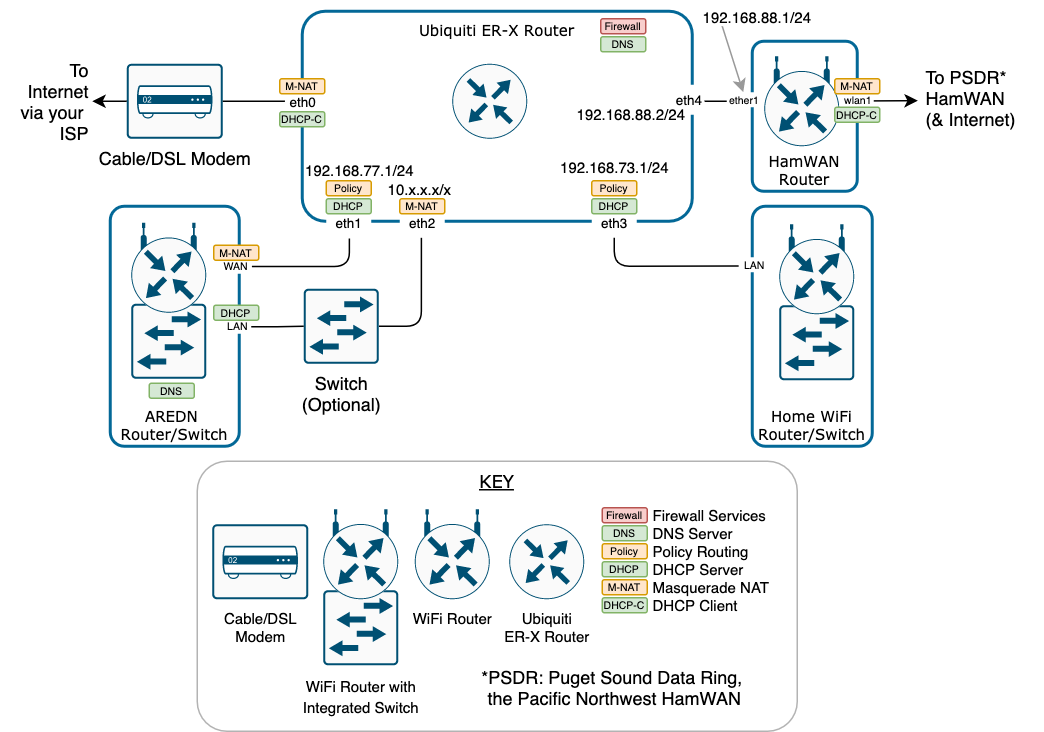 192.168.88.1/24
Ubiquiti ER-X Router
Firewall
DNS
To
Internet
via your
ISP
02
Cable/DSL Modem
M-NAT
eth0
DHCP-C
eth4
192.168.88.2/24
ether1
M-NAT
wlan1
DHCP-C
HamWAN
Router
To PSDR*
HamWAN
(& Internet)
192.168.77.1/24
Policy
DHCP
eth1
10.x.x.x/x
M-NAT
eth2
192.168.73.1/24
Policy
DHCP
eth3
M-NAT
WAN
DHCP
LAN
DNS
AREDN
Router/Switch
Switch
(Optional)
LAN
Home WiFi
Router/Switch
KEY
02
Cable/DSL
Modem
WiFi Router with
Integrated Switch
WiFi Router
Ubiquiti
ER-X Router
Firewall Firewall Services
DNS DNS Server
Policy Policy Routing
DHCP DHCP Server
M-NAT Masquerade NAT
DHCP-C DHCP Client
*PSDR: Puget Sound Data Ring,
the Pacific Northwest HamWAN